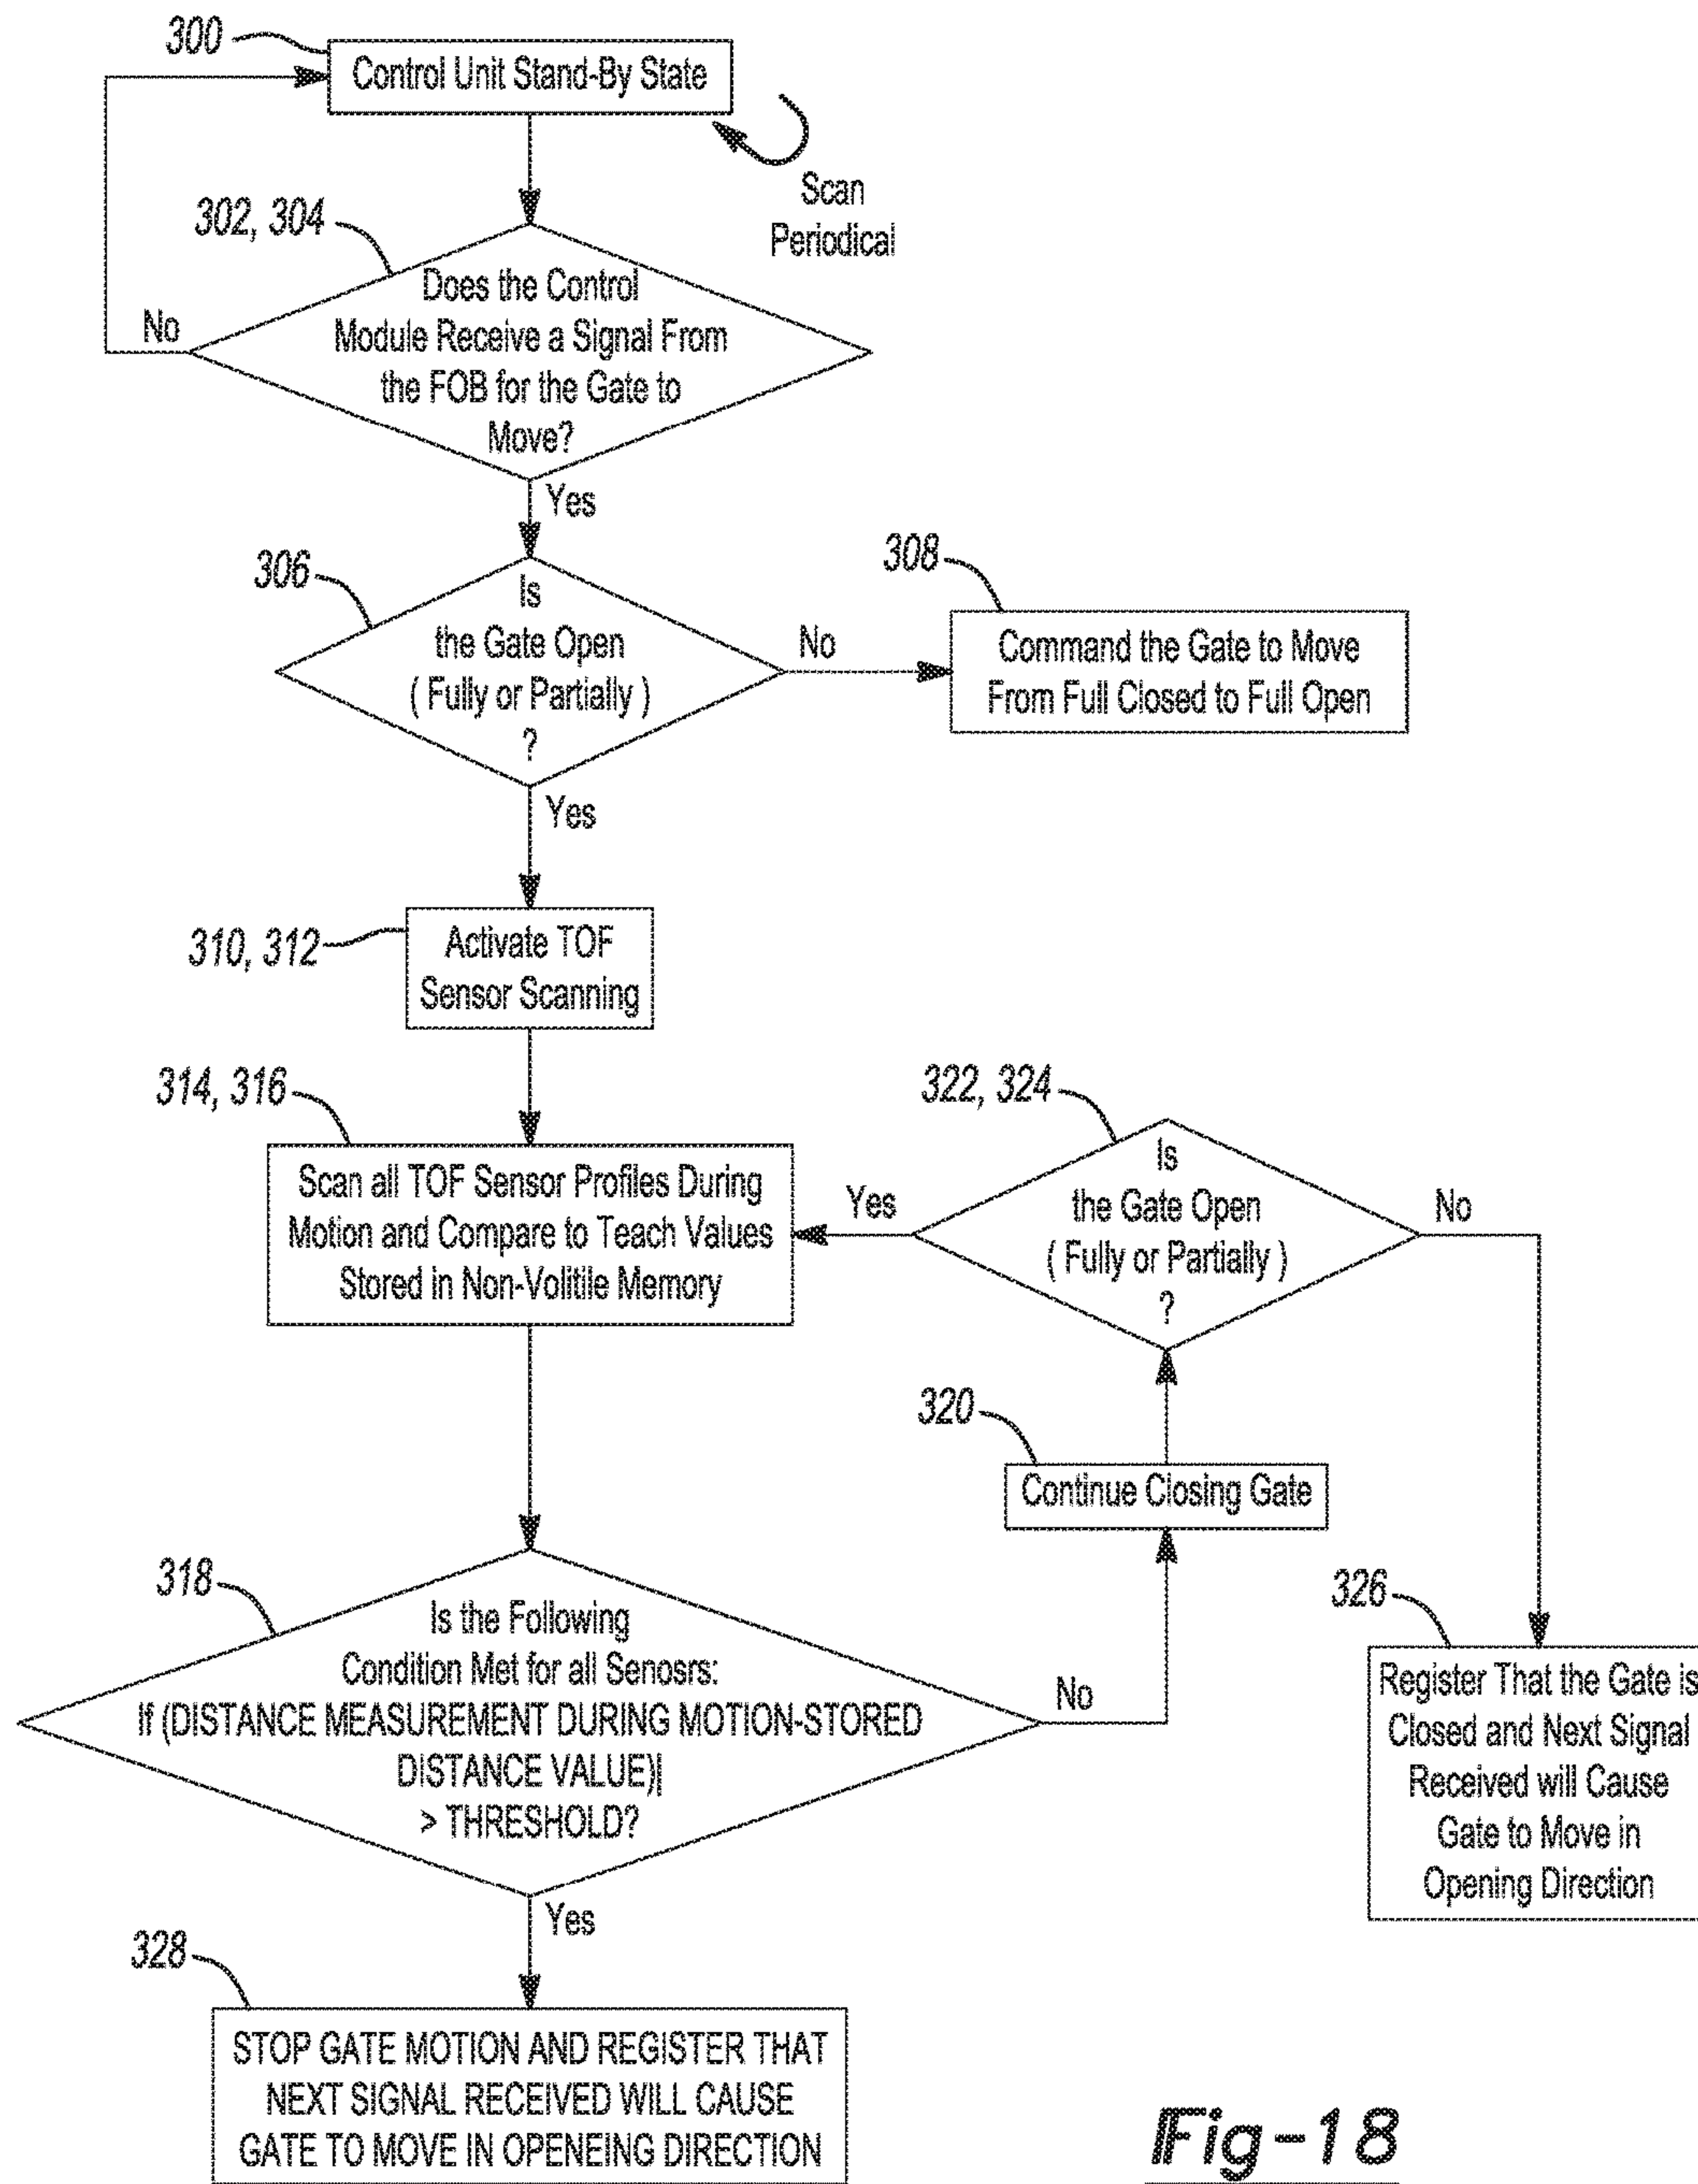 300
Control Unit Stand-By State
Scan
Periodical
302, 304
Does the Control
Module Receive a Signal From
the FOB for the Gate to
Move?
No
Yes
306
Is
the Gate Open
( Fully or Partially )
?
No
308
Command the Gate to Move
From Full Closed to Full Open
Yes
310, 312
Activate TOF
Sensor Scanning
314, 316
Scan all TOF Sensor Profiles During
Motion and Compare to Teach Values
Stored in Non-Volitile Memory
322, 324
Is
the Gate Open
( Fully or Partially )
?
Yes
No
320
Continue Closing Gate
318
Is the Following
Condition Met for all Senosrs:
If (DISTANCE MEASUREMENT DURING MOTION-STORED
DISTANCE VALUE)|
> THRESHOLD?
No
Yes
326
Register That the Gate is
Closed and Next Signal
Received will Cause
Gate to Move in
Opening Direction
328
STOP GATE MOTION AND REGISTER THAT
NEXT SIGNAL RECEIVED WILL CAUSE
GATE TO MOVE IN OPENEING DIRECTION
Fig-18